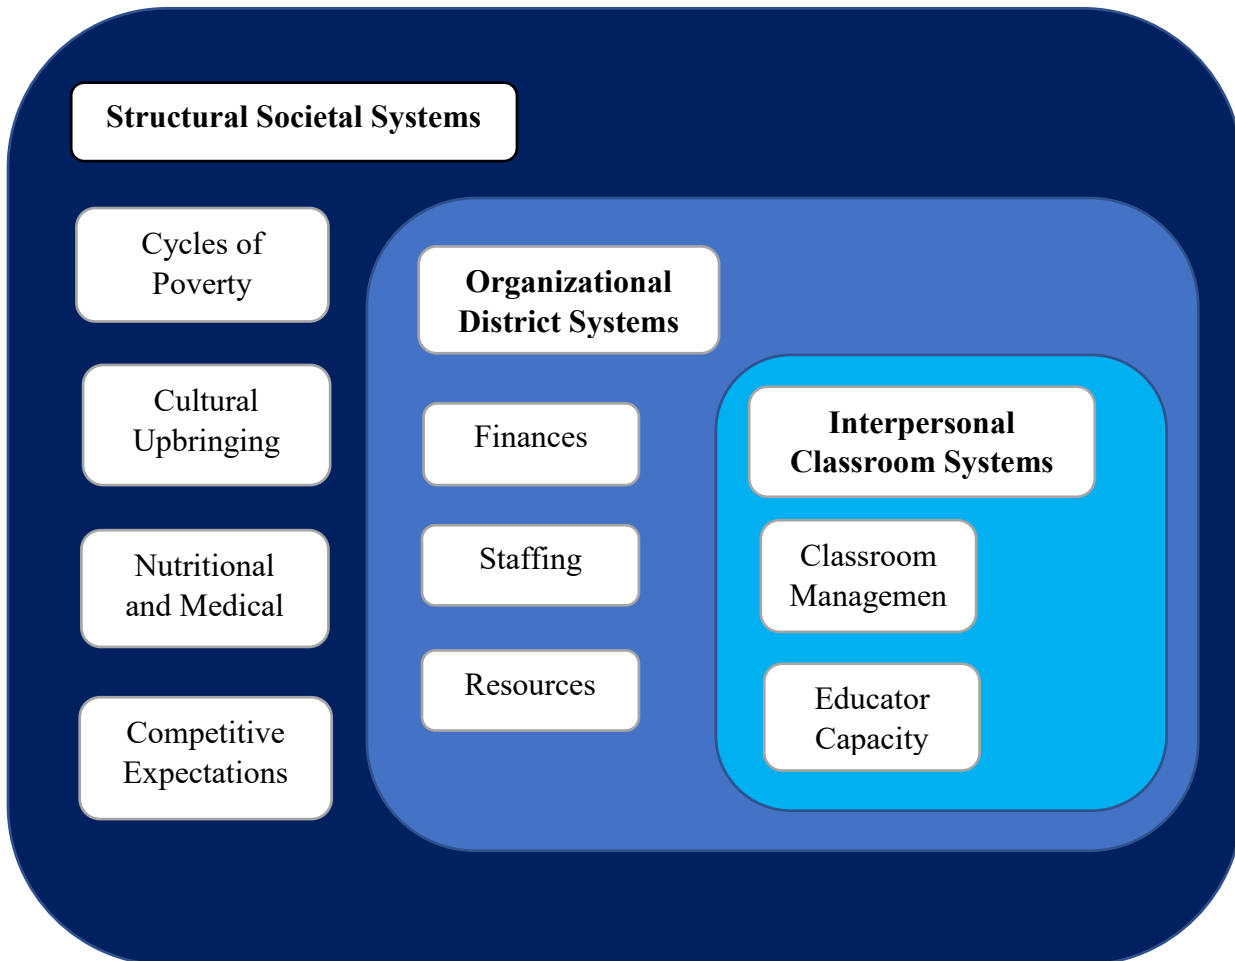 Structural Societal Systems
Cycles of
Poverty
Cultural
Upbringing
Nutritional
and Medical
Competitive
Expectations
Organizational
District Systems
Finances
Staffing
Resources
Interpersonal
Classroom Systems
Classroom
Managemen
Educator
Capacity